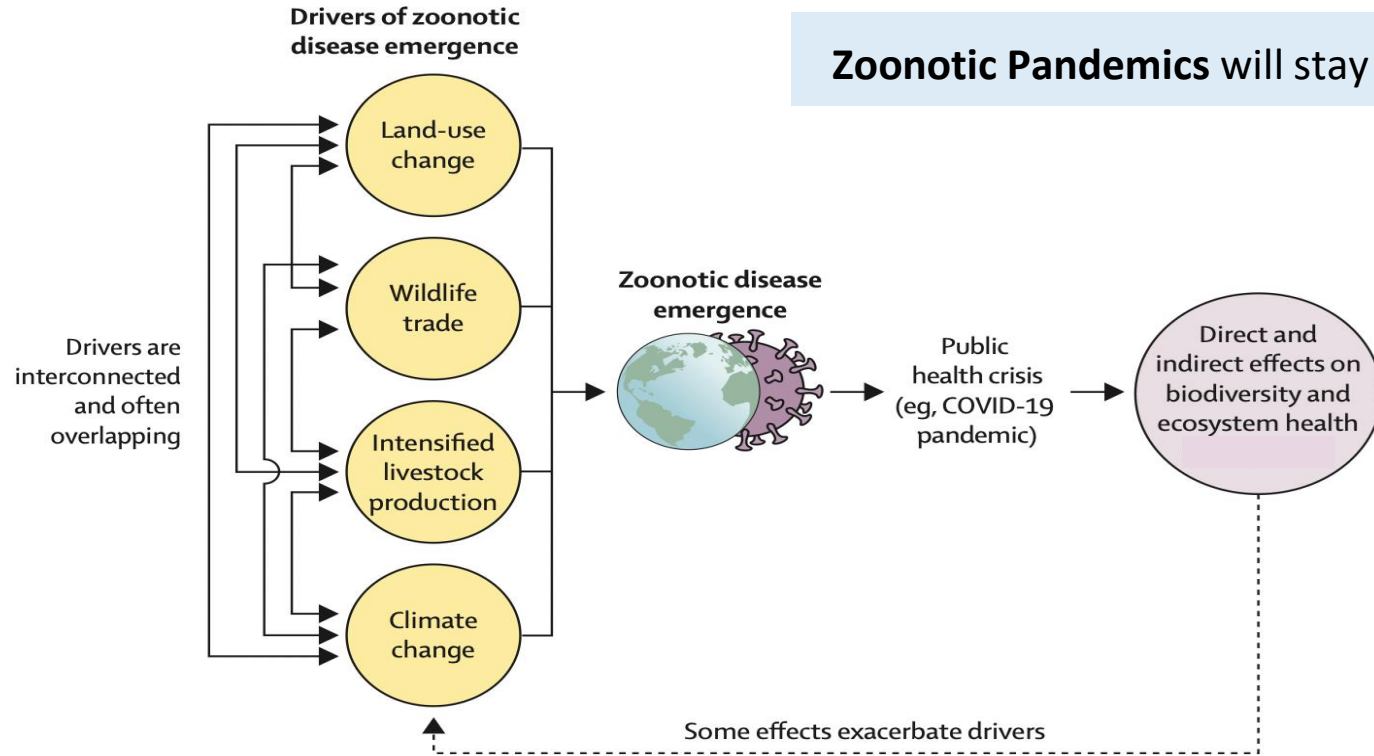 Drivers of zoonotic
disease emergence
Zoonotic Pandemics will stay
Land-use
change
Wildlife
trade
Intensified
livestock
production
Climate
change
Drivers are
interconnected
and often
overlapping
Zoonotic disease
emergence
Public
health crisis
(eg, COVID-19
pandemic)
Direct and
indirect effects on
biodiversity and
ecosystem health
Some effects exacerbate drivers